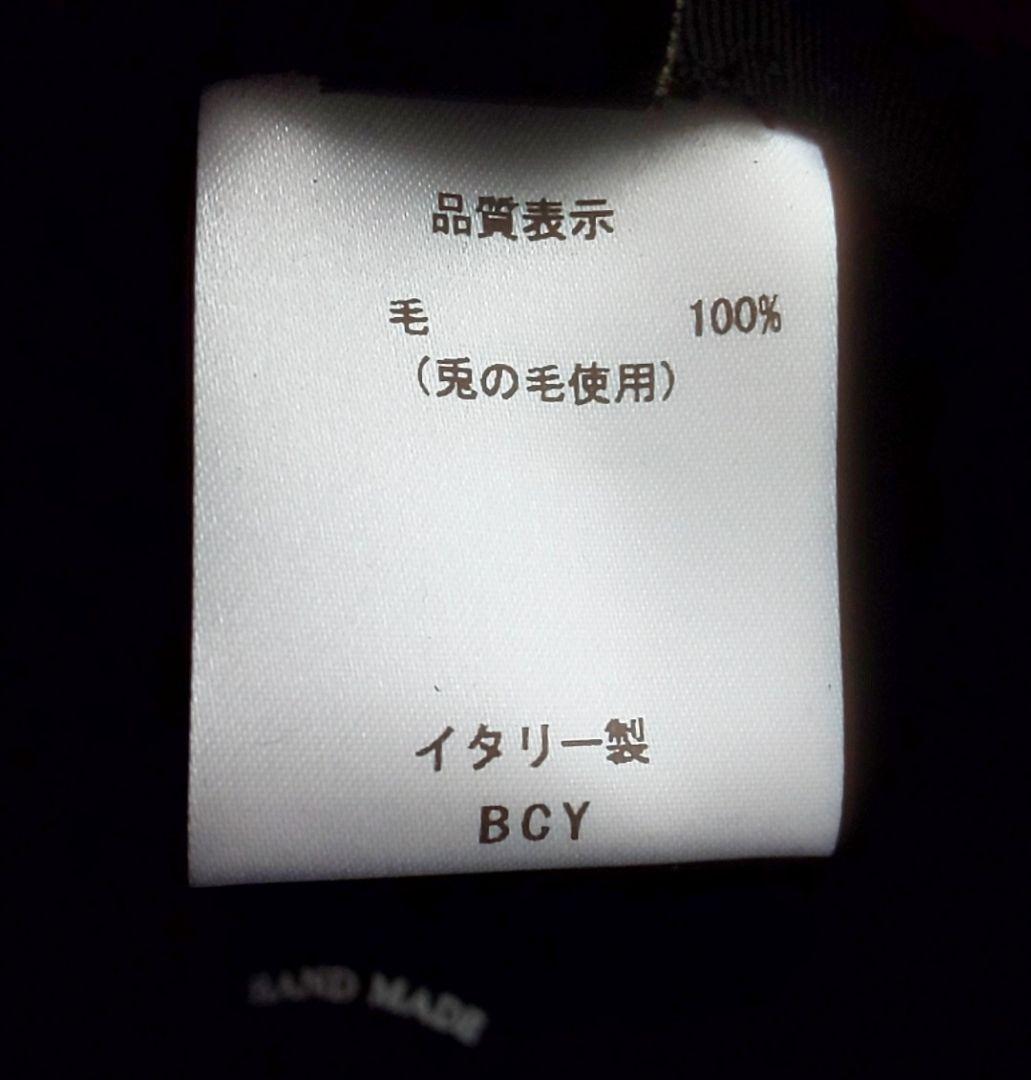 品質表示
毛 100%
（兎の毛使用）
イタリー製
BCY
HAND MADE